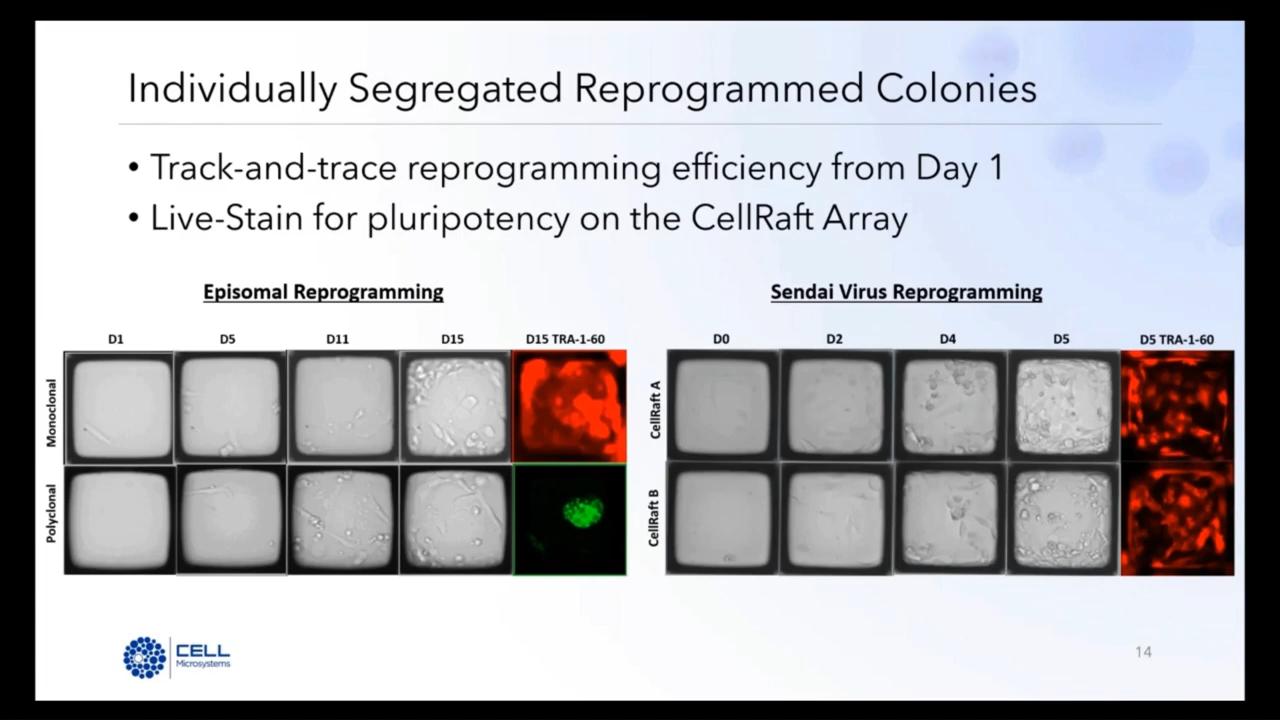 Individually Segregated Reprogrammed Colonies
• Track-and-trace reprogramming efficiency from Day 1
• Live-Stain for pluripotency on the CellRaft Array
Episomal Reprogramming
D1 D5 D11 D15 D15 TRA-1-60
Monoclonal
Polyclonal
Sendai Virus Reprogramming
D0 D2 D4 D5 D5 TRA-1-60
CellRaft A
CellRaft B
CELL
Microsystems
14